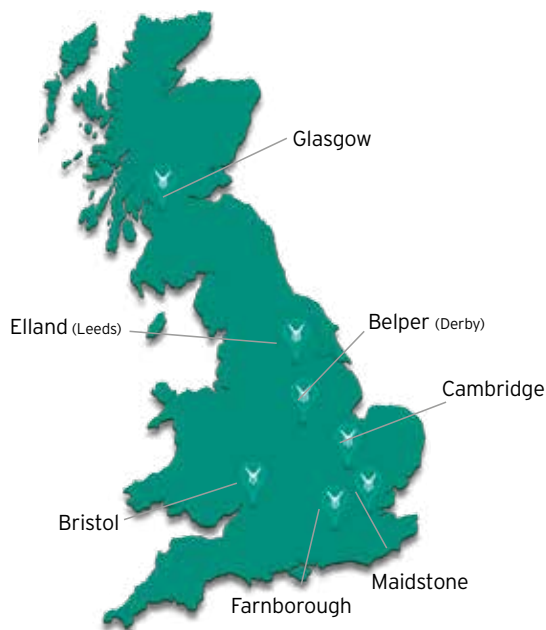 Glasgow
Elland (Leeds)
Belper (Derby)
Cambridge
Bristol
Maidstone
Farnborough